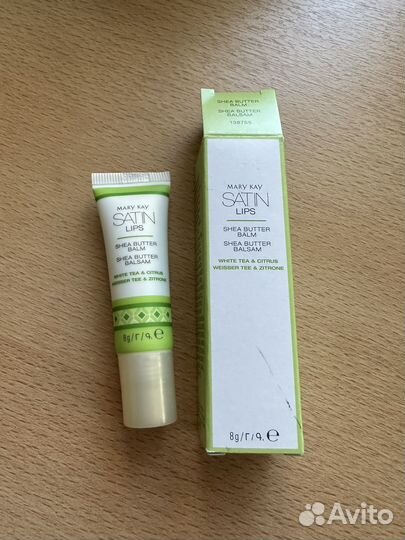 MARY KAY
SATIN
LIPS
SHEA BUTTER
BALM
SHEA BUTTER
BALSAM
WHITE TEA & CITRUS
WEISSER TEE & ZITRONE
8g/г/գ.℮
SHEA BUTTER
BALM
SHEA BUTTER
BALSAM
MARY KAY
SATIN
LIPS
SHEA BUTTER
BALM
SHEA BUTTER
BALSAM
WHITE TEA & CITRUS
WEISSER TEE & ZITRONE
8g/г/գ.℮
Avito